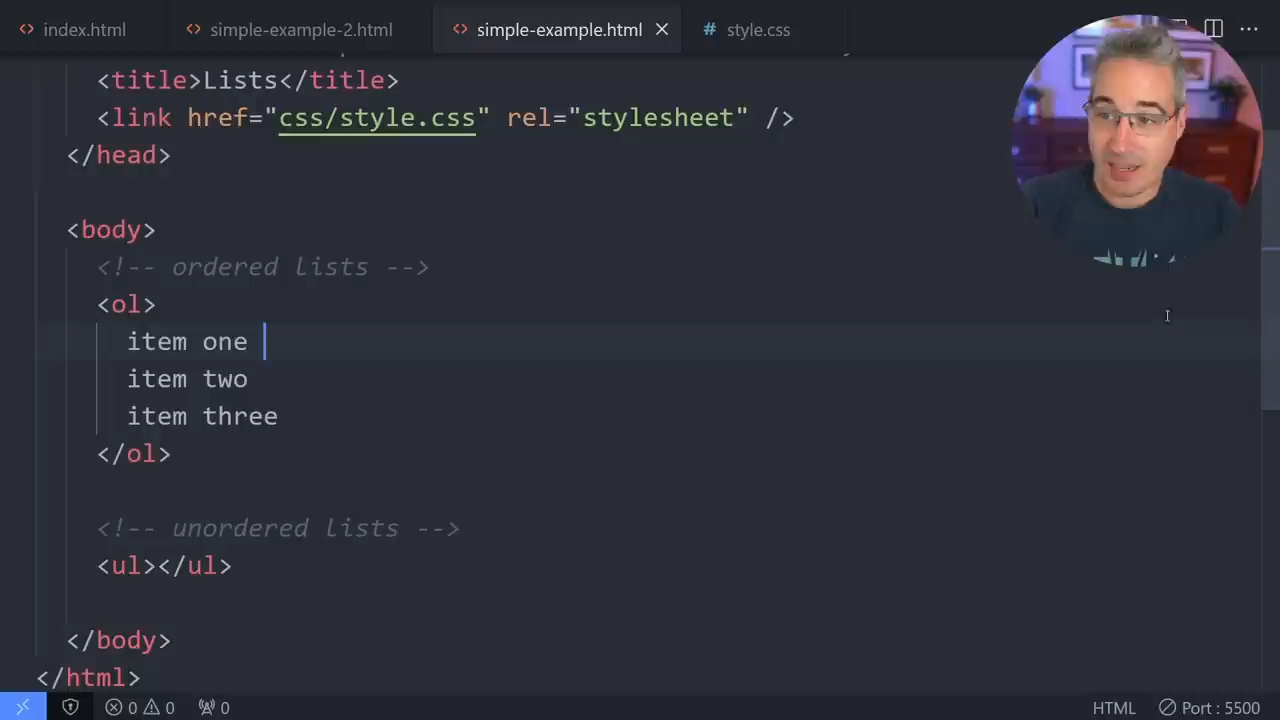 index.html
simple-example-2.html
simple-example.html
# style.css
<title>Lists</title>
<link href="css/style.css" rel="stylesheet" />
</head>
<body>
<!-- ordered lists -->
<ol>
item one
item two
item three
</ol>
<!-- unordered lists -->
<ul></ul>
</body>
</html>
0 0 0 HTML Port : 5500